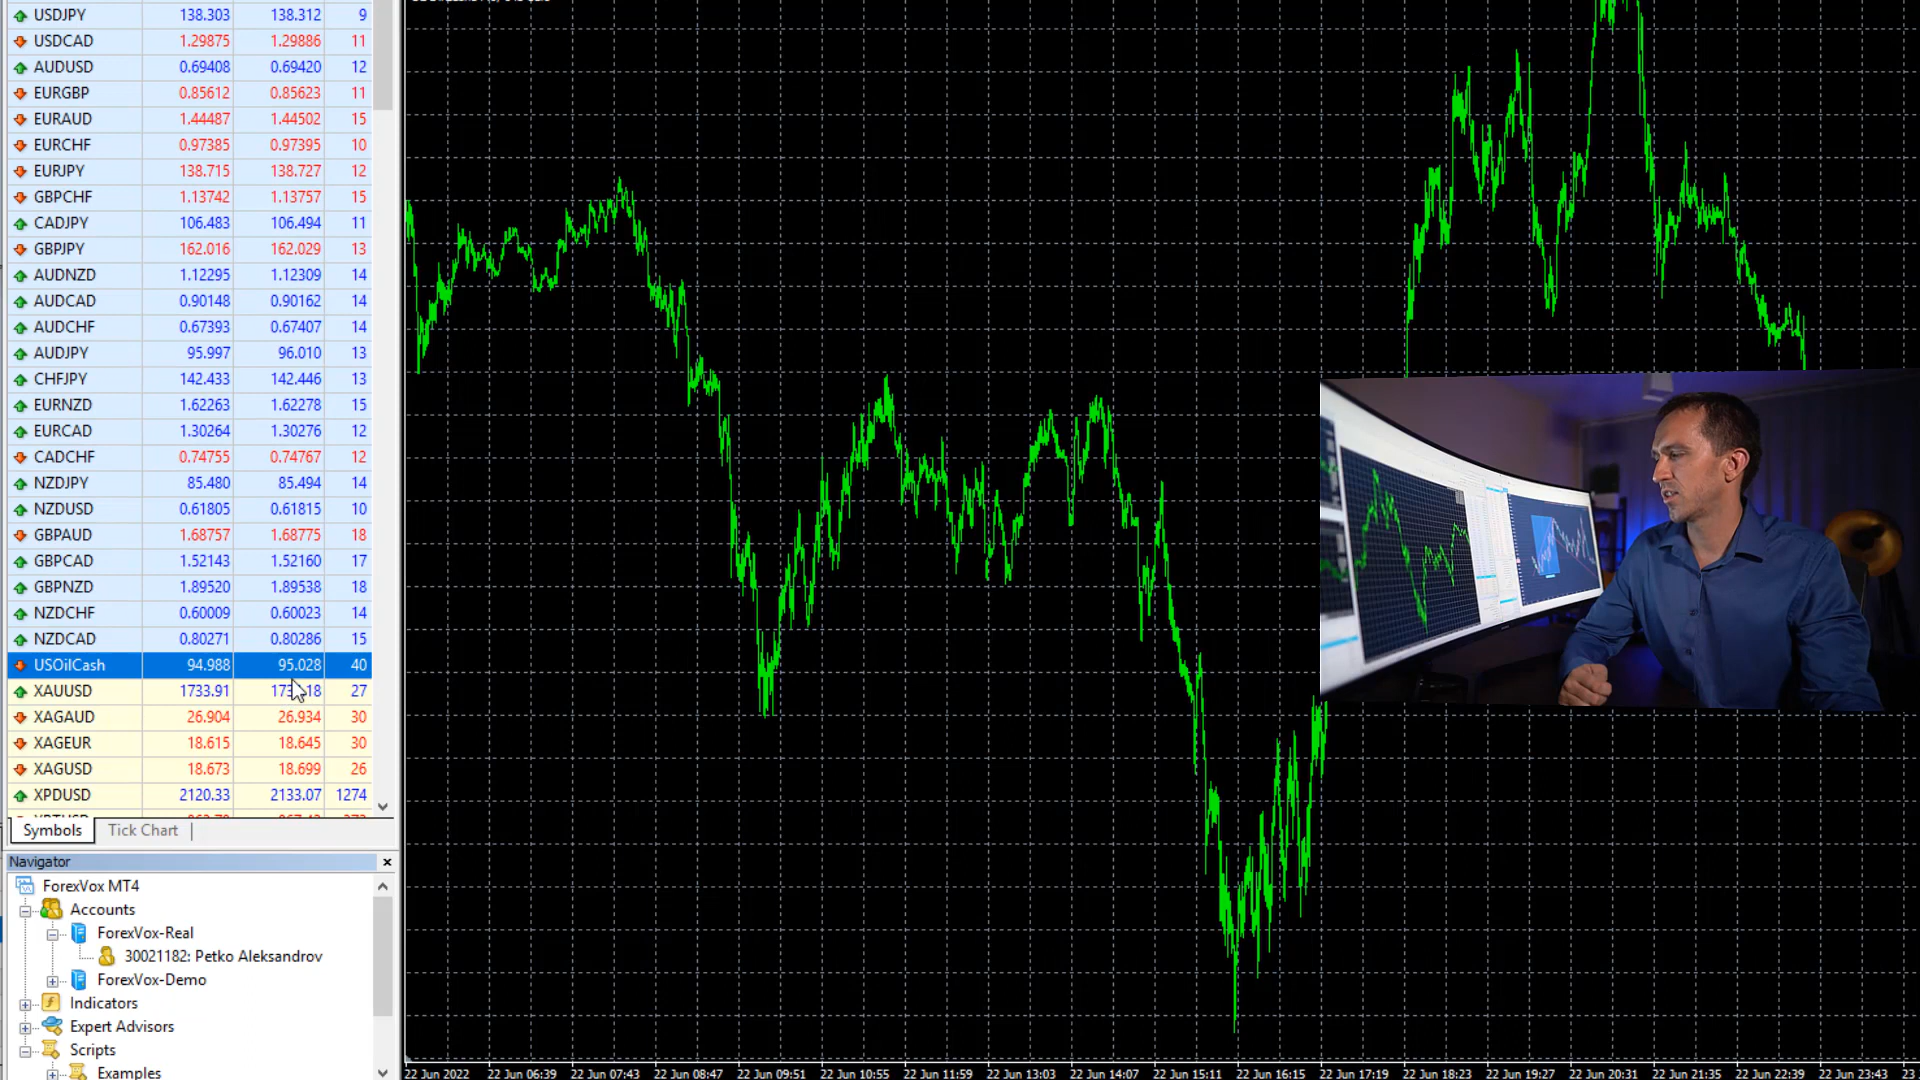 USDJPY 138.303 138.312 9
USDCAD 1.29875 1.29886 11
AUDUSD 0.69408 0.69420 12
EURGBP 0.85612 0.85623 11
EURAUD 1.44487 1.44502 15
EURCHF 0.97385 0.97395 10
EURJPY 138.715 138.727 12
GBPCHF 1.13742 1.13757 15
CADJPY 106.483 106.494 11
GBPJPY 162.016 162.029 13
AUDNZD 1.12295 1.12309 14
AUDCAD 0.90148 0.90162 14
AUDCHF 0.67393 0.67407 14
AUDJPY 95.997 96.010 13
CHFJPY 142.433 142.446 13
EURNZD 1.62263 1.62278 15
EURCAD 1.30264 1.30276 12
CADCHF 0.74755 0.74767 12
NZDJPY 85.480 85.494 14
NZDUSD 0.61805 0.61815 10
GBPAUD 1.68757 1.68775 18
GBPCAD 1.52143 1.52160 17
GBPNZD 1.89520 1.89538 18
NZDCHF 0.60009 0.60023 14
NZDCAD 0.80271 0.80286 15
USOilCash 94.988 95.028 40
XAUUSD 1733.91 27
XAGAUD 26.904 26.934 30
XAGEUR 18.615 18.645 30
XAGUSD 18.673 18.699 26
XPDUSD 2120.33 2133.07 1274
Symbols Tick Chart
Navigator
ForexVox MT4
Accounts
ForexVox-Real
30021182: Petko Aleksandrov
ForexVox-Demo
Indicators
Expert Advisors
Scripts
Examples
22 Jun 2022 22 Jun 06:39 22 Jun 07:43 22 Jun 08:47 22 Jun 09:51 22 Jun 10:55 22 Jun 11:59 22 Jun 13:03 22 Jun 14:07 22 Jun 15:11 22 Jun 16:15 22 Jun 17:19 22 Jun 18:23 22 Jun 19:27 22 Jun 20:31 22 Jun 21:35 22 Jun 22:39 22 Jun 23:43 23